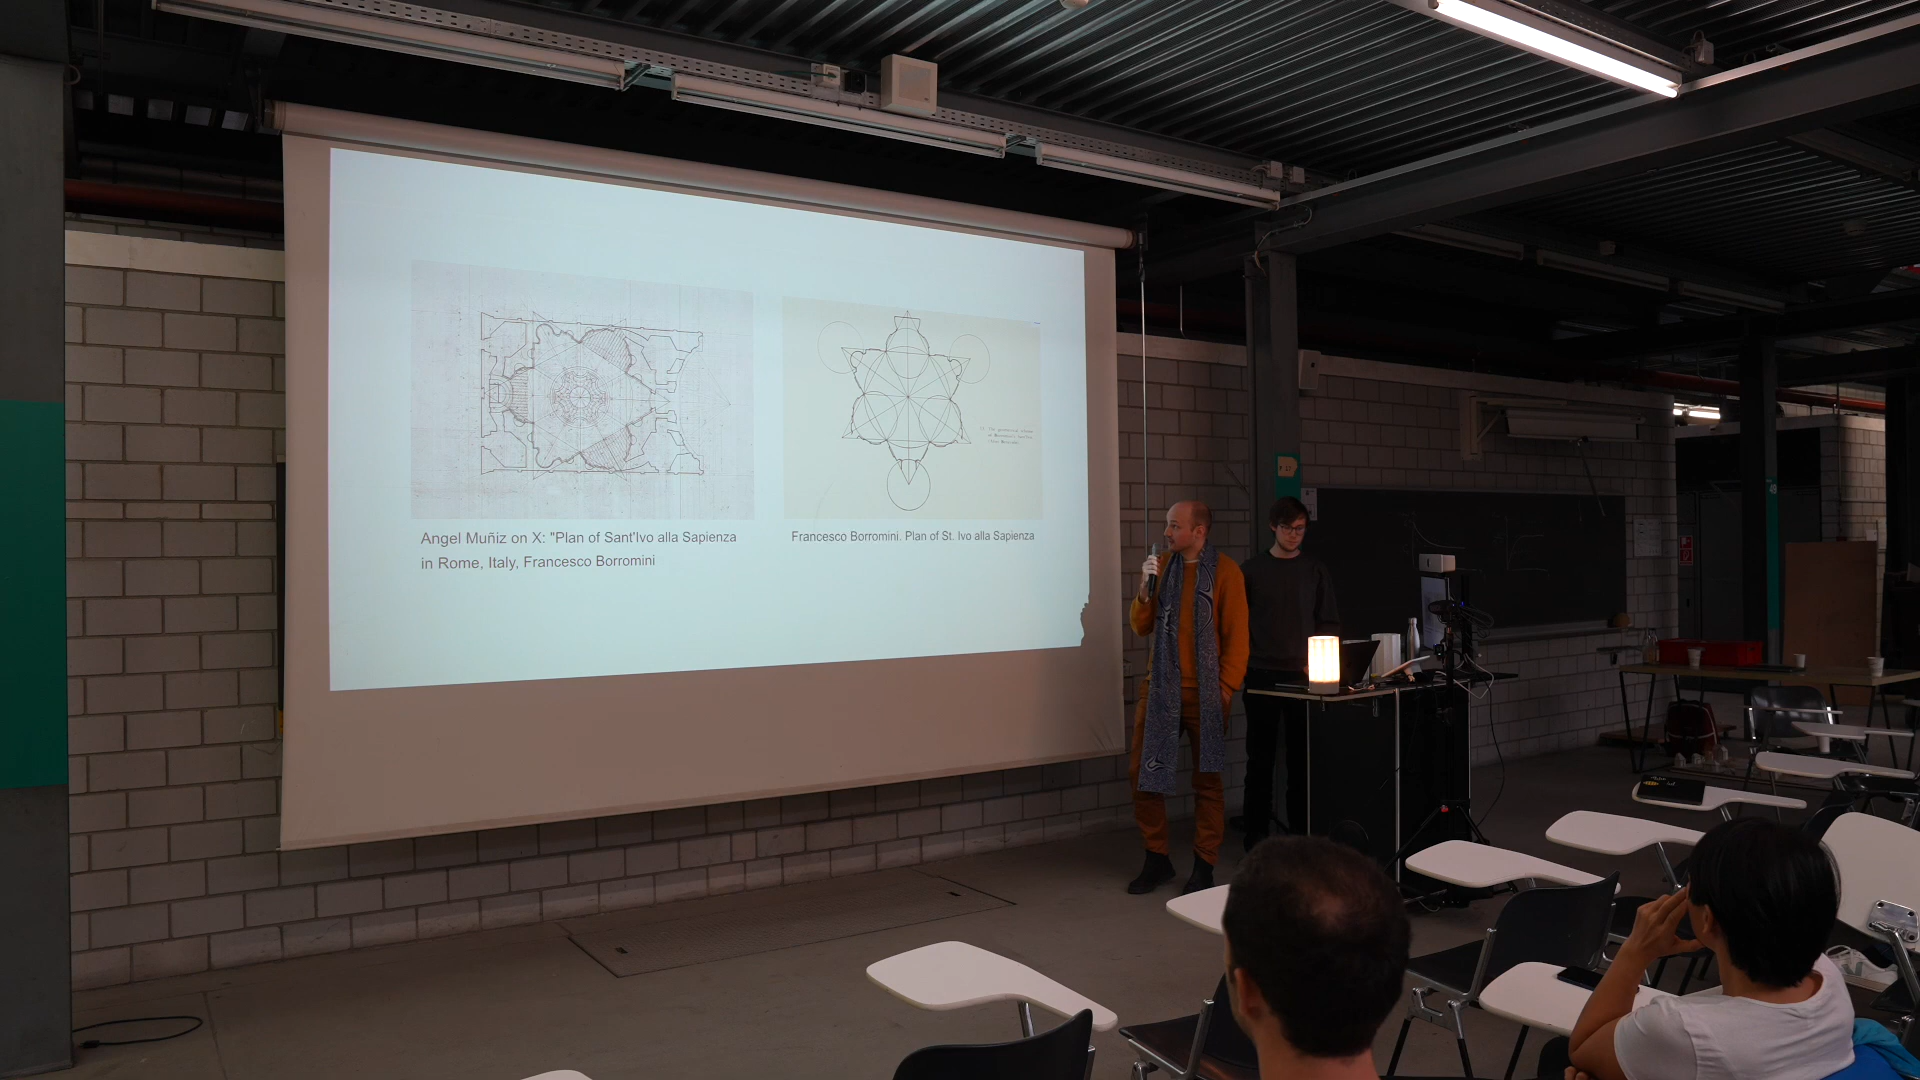 Angel Muñiz on X: "Plan of Sant'Ivo alla Sapienza
in Rome, Italy, Francesco Borromini
Francesco Borromini. Plan of St. Ivo alla Sapienza